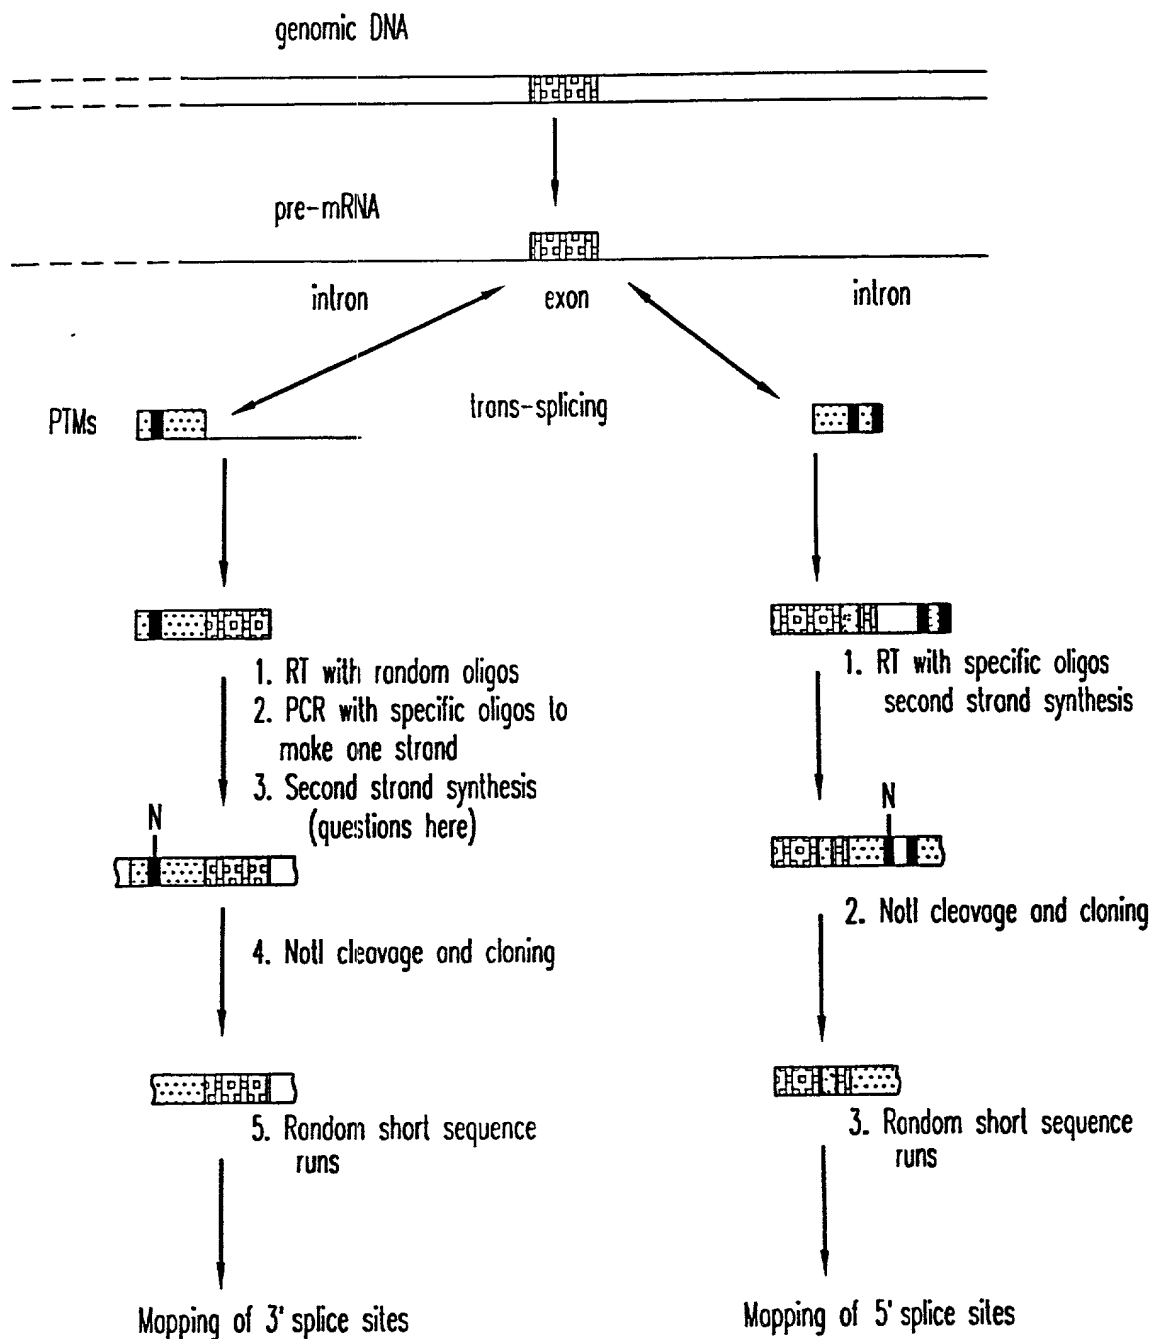 genomic DNA
pre-mRNA
intron
exon
intron
PTMs
trans-splicing
1. RT with random oligos
2. PCR with specific oligos to
make one strand
3. Second strand synthesis
(questions here)
N
4. NotI cleavage and cloning
5. Random short sequence
runs
Mapping of 3' splice sites
1. RT with specific oligos
second strand synthesis
N
2. NotI cleavage and cloning
3. Random short sequence
runs
Mapping of 5' splice sites